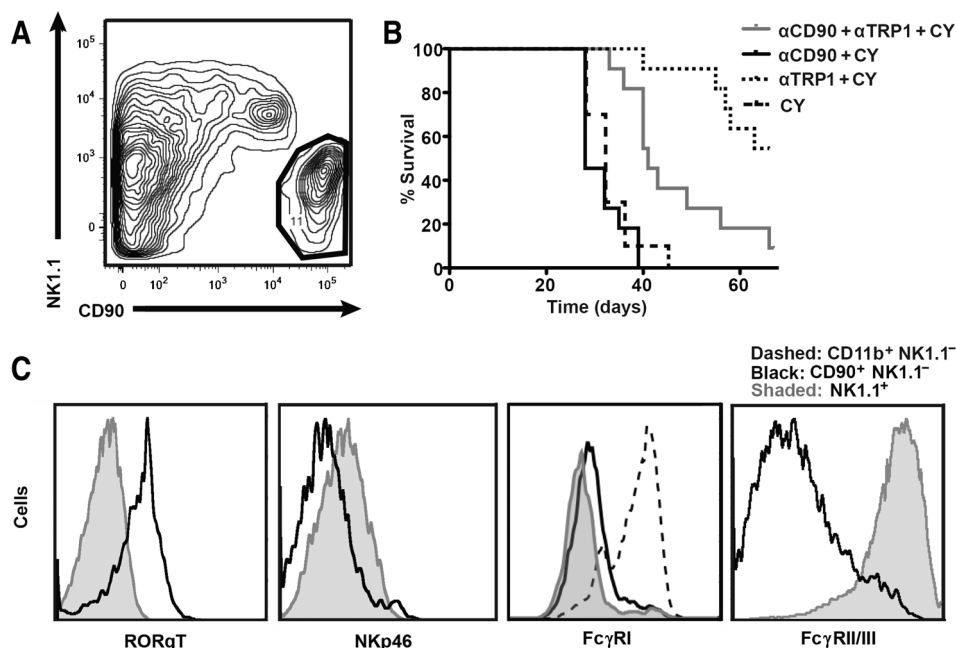 A
NK1.1
10⁵
10⁴
10³
0
11
0 10² 10³ 10⁴ 10⁵
CD90
B
% Survival
100
80
60
40
20
0
0 20 40 60
Time (days)
αCD90 + αTRP1 + CY
αCD90 + CY
αTRP1 + CY
CY
C
Dashed: CD11b⁺ NK1.1⁻
Black: CD90⁺ NK1.1⁻
Shaded: NK1.1⁺
Cells
RORgT
NKp46
FcγRI
FcγRII/III